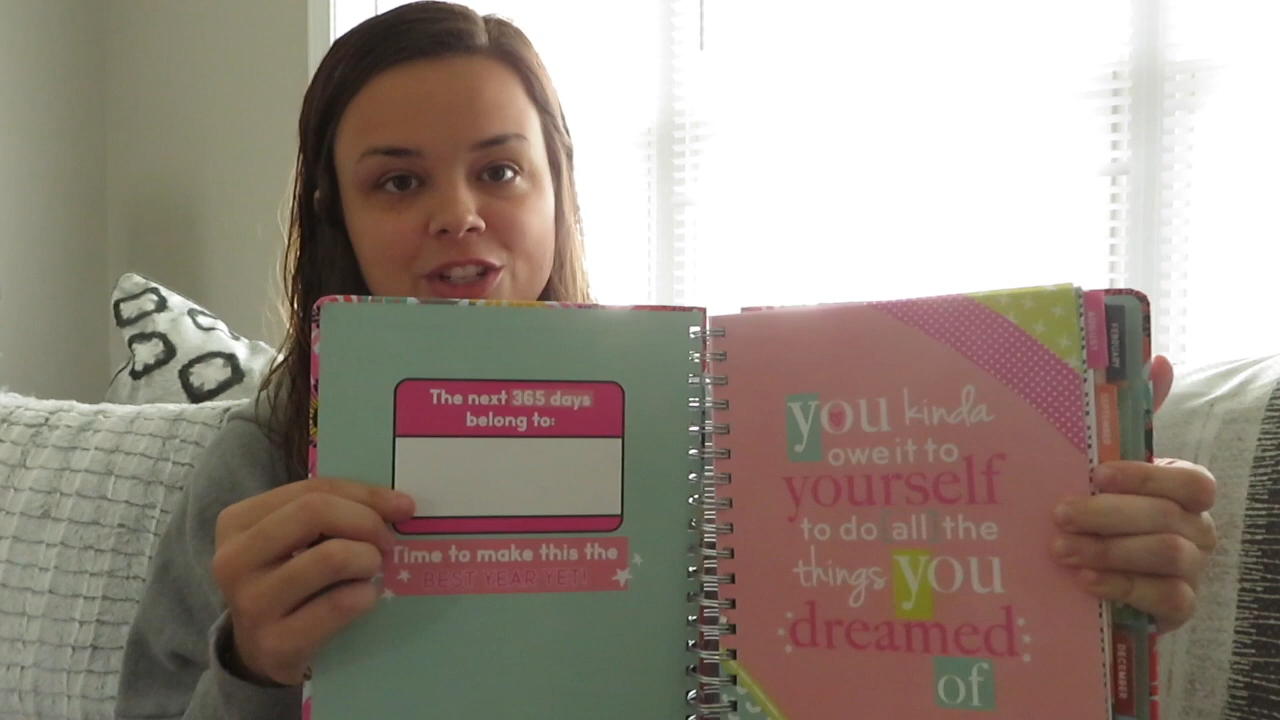 The next 365 days
belong to:
Time to make this the
BEST YEAR YET!
you kinda
owe it to
yourself
to do all the
things you
dreamed
of
FEBRUARY
DECEMBER